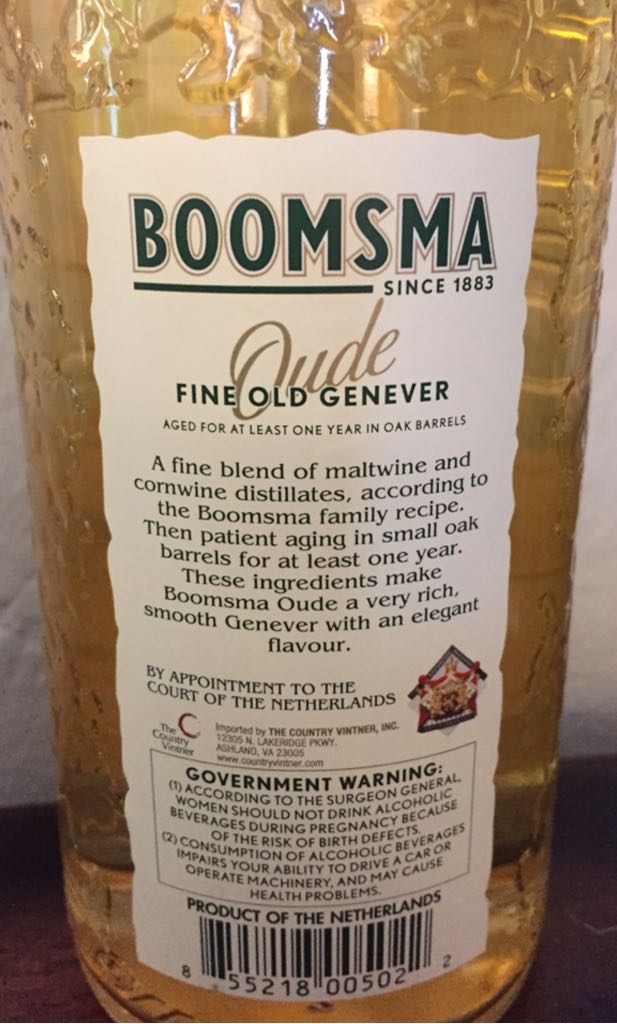 BOOMSMA
SINCE 1883
Oude
FINE OLD GENEVER
AGED FOR AT LEAST ONE YEAR IN OAK BARRELS
A fine blend of maltwine and
cornwine distillates, according to
the Boomsma family recipe.
Then patient aging in small oak
barrels for at least one year.
These ingredients make
Boomsma Oude a very rich,
smooth Genever with an elegant
flavour.
BY APPOINTMENT TO THE
COURT OF THE NETHERLANDS
The
Country
Vintner
Imported by THE COUNTRY VINTNER, INC.
12305 N. LAKERIDGE PKWY.
ASHLAND, VA 23005
www.countryvintner.com
GOVERNMENT WARNING:
(1) ACCORDING TO THE SURGEON GENERAL,
WOMEN SHOULD NOT DRINK ALCOHOLIC
BEVERAGES DURING PREGNANCY BECAUSE
OF THE RISK OF BIRTH DEFECTS.
(2) CONSUMPTION OF ALCOHOLIC BEVERAGES
IMPAIRS YOUR ABILITY TO DRIVE A CAR OR
OPERATE MACHINERY, AND MAY CAUSE
HEALTH PROBLEMS.
PRODUCT OF THE NETHERLANDS
8 55218 00502 2